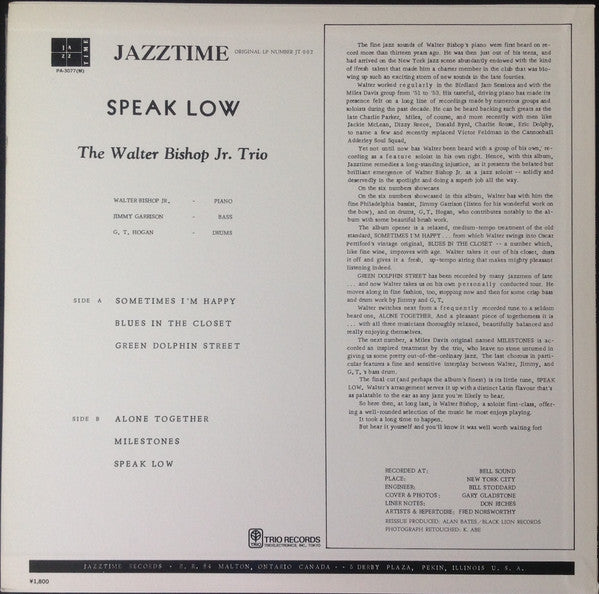 JAZZ TIME
PA-3077(M)
JAZZTIME ORIGINAL LP NUMBER JT-002
SPEAK LOW
The Walter Bishop Jr. Trio
WALTER BISHOP JR. - PIANO
JIMMY GARRISON - BASS
G. T. HOGAN - DRUMS
SIDE A SOMETIMES I'M HAPPY
BLUES IN THE CLOSET
GREEN DOLPHIN STREET
SIDE B ALONE TOGETHER
MILESTONES
SPEAK LOW
The fine jazz sounds of Walter Bishop's piano were first heard on re-
cord more than thirteen years ago. He was then just out of his teens, and
had arrived on the New York jazz scene abundantly endowed with the kind
of fresh talent that made him a charter member in the club that was blo-
wing up such an exciting storm of new sounds in the late fourties.
Walter worked regularly in the Birdland Jam Sessions and with the
Miles Davis group from '51 to '53. His tasteful, driving piano has made its
presence felt on a long line of recordings made by numerous groups and
soloists during the past decade. He can be heard backing such greats as the
late Charlie Parker, Miles, of course, and more recently with men like
Jackie McLean, Dizzy Reece, Donald Byrd, Charlie Rouse, Eric Dolphy,
to name a few and recently replaced Victor Feldman in the Cannonball
Adderley Soul Squad,
Yet not until now has Walter been heard with a group of his own, re-
cording as a feature soloist in his own right. Hence, with this album,
Jazztime remedies a long-standing injustice, as it presents the belated but
brilliant emergence of Walter Bishop Jr. as a jazz soloist -- solidly and
deservedly in the spotlight and doing a superb job all the way.
On the six numbers showcaes
On the six numbers showcased in this album, Walter has with him the
fine Philadelphia bassist, Jimmy Garrison (listen for his wonderful work on
the bow), and on drums, G. T. Hogan, who contributes notably to the al-
bum with some beautiful brush work.
The album opener is a relaxed, medium-tempo treatment of the old
standard, SOMETIMES I'M HAPPY... from which Walter swings into Oscar
Pettiford's vintage original, BLUES IN THE CLOSET -- a number which,
like fine wine, improves with age. Walter takes it out of his closet, dusts
it off and gives it a fresh, up-tempo airing that makes mighty pleasant
listening indeed.
GREEN DOLPHIN STREET has been recorded by many jazzmen of late
... and now Walter takes us on his own personally conducted tour. He
moves along in fine fashion, too, stopping now and then for some crisp bass
and drum work by Jimmy and G. T.
Walter switches next from a frequently recorded tune to a seldom
heard one, ALONE TOGETHER. And a pleasant piece of togetherness it is
... with all three musicians thoroughly relaxed, beautifully balanced and
really enjoying themselves.
The next number, a Miles Davis original named MILESTONES is ac-
corded an inspired treatment by the trio, who leave no stone unturned in
giving us some pretty out-of-the-ordinary jazz. The last chorus in partic-
ular features a fine and sensitive interplay between Walter, Jimmy, and
G. T.'s bass drum.
The final cut (and perhaps the album's finest) is its title tune, SPEAK
LOW. Walter's arrangement serves it up with a distinct Latin flavour that's
as palatable to the ear as any jazz you're likely to hear.
So here then, at long last, is Walter Bishop, a soloist first-class, offer-
ing a well-rounded selection of the music he most enjoys playing.
It took a long time to happen.
But hear it yourself and you'll know it was well worth waiting for!
RECORDED AT: BELL SOUND
PLACE: NEW YORK CITY
ENGINEER: BILL STODDARD
COVER & PHOTOS: GARY GLADSTONE
LINER NOTES: DON RICHES
ARTISTS & REPERTOIRE: FRED NORSWORTHY
REISSUE PRODUCED: ALAN BATES/BLACK LION RECORDS
PHOTOGRAPH RETOUCHED: K. ABE
TRIO TRIO RECORDS
TRIO ELECTRONICS INC., TOKYO
JAZZTIME RECORDS • R. R. #4 MALTON, ONTARIO CANADA - - 5 DERBY PLAZA, PEKIN, ILLINOIS U. S. A.
¥1,800